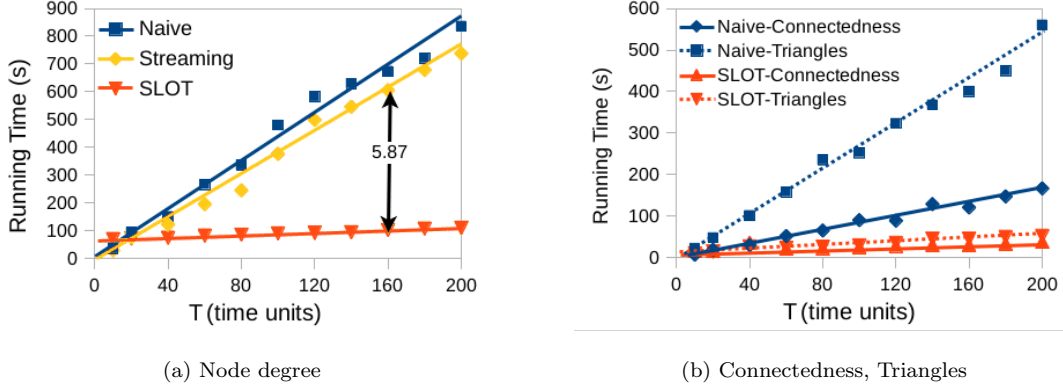 900
800
700
600
500
400
300
200
100
0
Running Time (s)
Naive
Streaming
SLOT
5.87
0 40 80 120 160 200
T (time units)
(a) Node degree
600
500
400
300
200
100
0
Running Time (s)
Naive-Connectedness
Naive-Triangles
SLOT-Connectedness
SLOT-Triangles
0 40 80 120 160 200
T (time units)
(b) Connectedness, Triangles